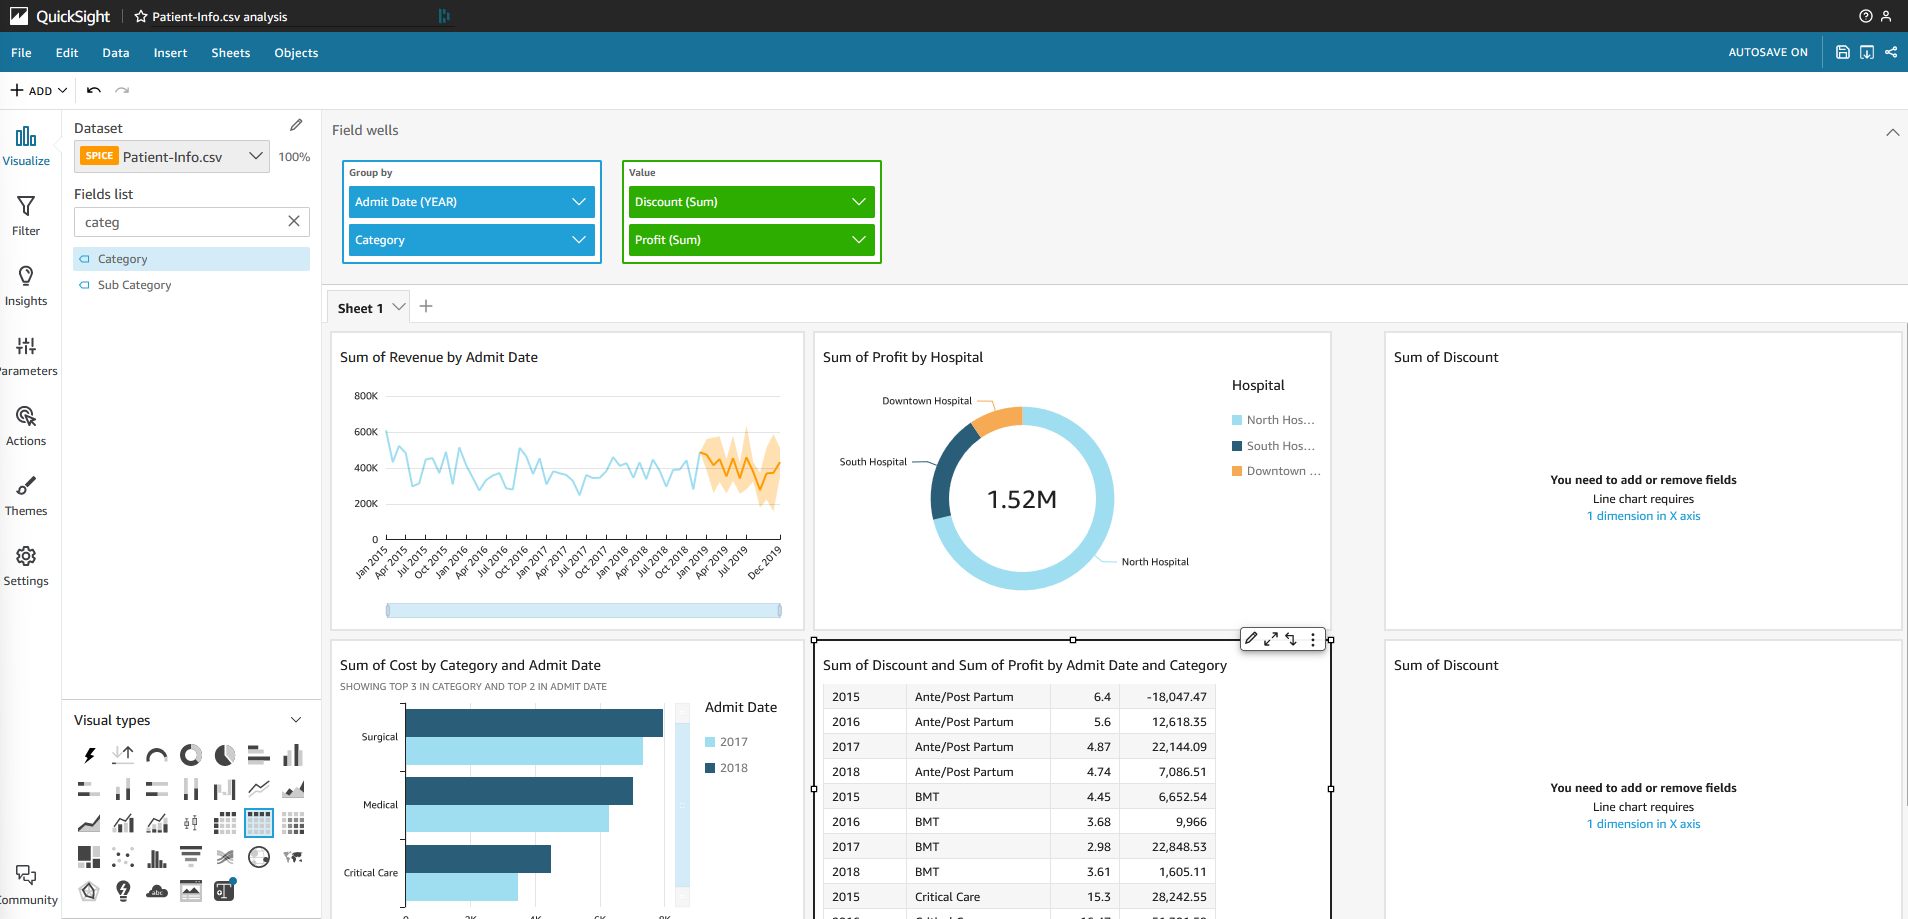 QuickSight
Patient-Info.csv analysis
File Edit Data Insert Sheets Objects
AUTOSAVE ON
ADD
Visualize
Filter
Insights
Parameters
Actions
Themes
Settings
Community
Dataset
SPICE Patient-Info.csv 100%
Fields list
categ
Category
Sub Category
Visual types
abc
Field wells
Group by
Admit Date (YEAR)
Category
Value
Discount (Sum)
Profit (Sum)
Sheet 1
Sum of Revenue by Admit Date
800K
600K
400K
200K
0
Jan 2015 Apr 2015 Jul 2015 Oct 2015 Jan 2016 Apr 2016 Jul 2016 Oct 2016 Jan 2017 Apr 2017 Jul 2017 Oct 2017 Jan 2018 Apr 2018 Jul 2018 Oct 2018 Jan 2019 Apr 2019 Jul 2019 Dec 2019
Sum of Profit by Hospital
Downtown Hospital
South Hospital
1.52M
North Hospital
Hospital
North Hos...
South Hos...
Downtown ...
Sum of Discount
You need to add or remove fields
Line chart requires
1 dimension in X axis
Sum of Cost by Category and Admit Date
SHOWING TOP 3 IN CATEGORY AND TOP 2 IN ADMIT DATE
Surgical
Medical
Critical Care
0 2K 4K 6K 8K
Admit Date
2017
2018
Sum of Discount and Sum of Profit by Admit Date and Category
2015 Ante/Post Partum 6.4 -18,047.47
2016 Ante/Post Partum 5.6 12,618.35
2017 Ante/Post Partum 4.87 22,144.09
2018 Ante/Post Partum 4.74 7,086.51
2015 BMT 4.45 6,652.54
2016 BMT 3.68 9,966
2017 BMT 2.98 22,848.53
2018 BMT 3.61 1,605.11
2015 Critical Care 15.3 28,242.55
2016 Critical Care
Sum of Discount
You need to add or remove fields
Line chart requires
1 dimension in X axis